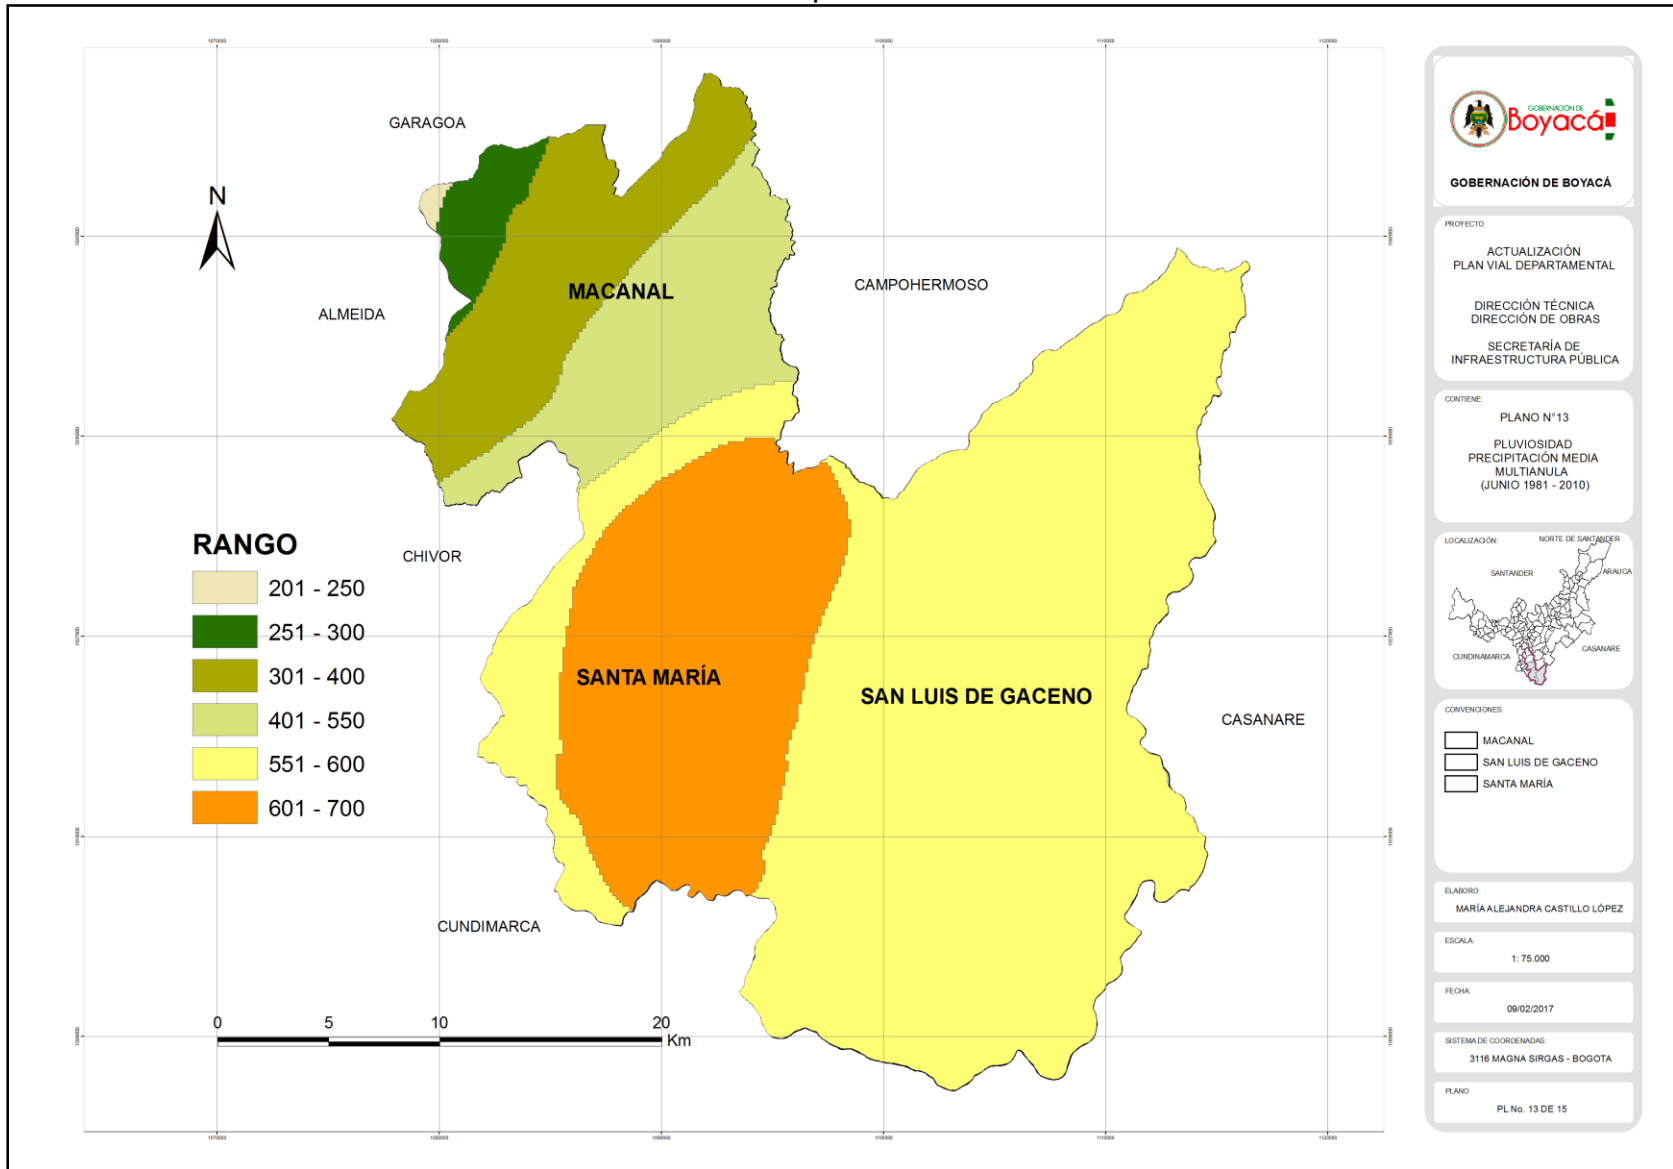 GARAGOA
N
ALMEIDA
MACANAL
CAMPOHERMOSO
CHIVOR
SANTA MARÍA
SAN LUIS DE GACENO
CASANARE
CUNDIMARCA
RANGO
201 - 250
251 - 300
301 - 400
401 - 550
551 - 600
601 - 700
0 5 10 20
Km
GOBERNACIÓN DE
Boyacá
GOBERNACIÓN DE BOYACÁ
PROYECTO:
ACTUALIZACIÓN
PLAN VIAL DEPARTAMENTAL
DIRECCIÓN TÉCNICA
DIRECCIÓN DE OBRAS
SECRETARÍA DE
INFRAESTRUCTURA PÚBLICA
CONTIENE:
PLANO N°13
PLUVIOSIDAD
PRECIPITACIÓN MEDIA
MULTIANULA
(JUNIO 1981 - 2010)
LOCALIZACIÓN:
NORTE DE SANTANDER
SANTANDER
ARAUCA
CUNDINAMARCA
CASANARE
CONVENCIONES:
MACANAL
SAN LUIS DE GACENO
SANTA MARÍA
ELABORO:
MARÍA ALEJANDRA CASTILLO LÓPEZ
ESCALA:
1: 75.000
FECHA:
09/02/2017
SISTEMA DE COORDENADAS:
3116 MAGNA SIRGAS - BOGOTA
PLANO:
PL No. 13 DE 15